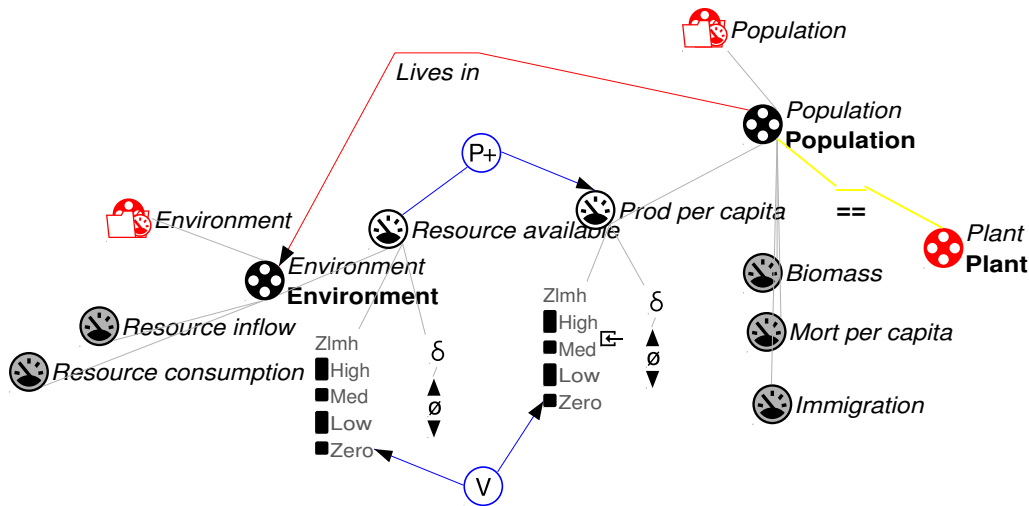 Population
Lives in
Population
Population
P+
==
Plant
Plant
Environment
Resource available
Prod per capita
Environment
Environment
Biomass
Resource inflow
Mort per capita
Resource consumption
Immigration
Zlmh
High
Med
Low
Zero
δ
ø
Zlmh
High
Med
Low
Zero
δ
ø
V